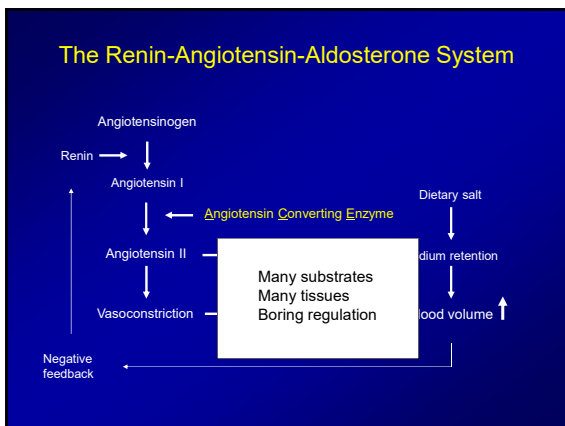 The Renin-Angiotensin-Aldosterone System
Angiotensinogen
Renin
Angiotensin I
Dietary salt
Angiotensin Converting Enzyme
Angiotensin II
dium retention
Many substrates
Many tissues
Boring regulation
Vasoconstriction
lood volume
Negative
feedback